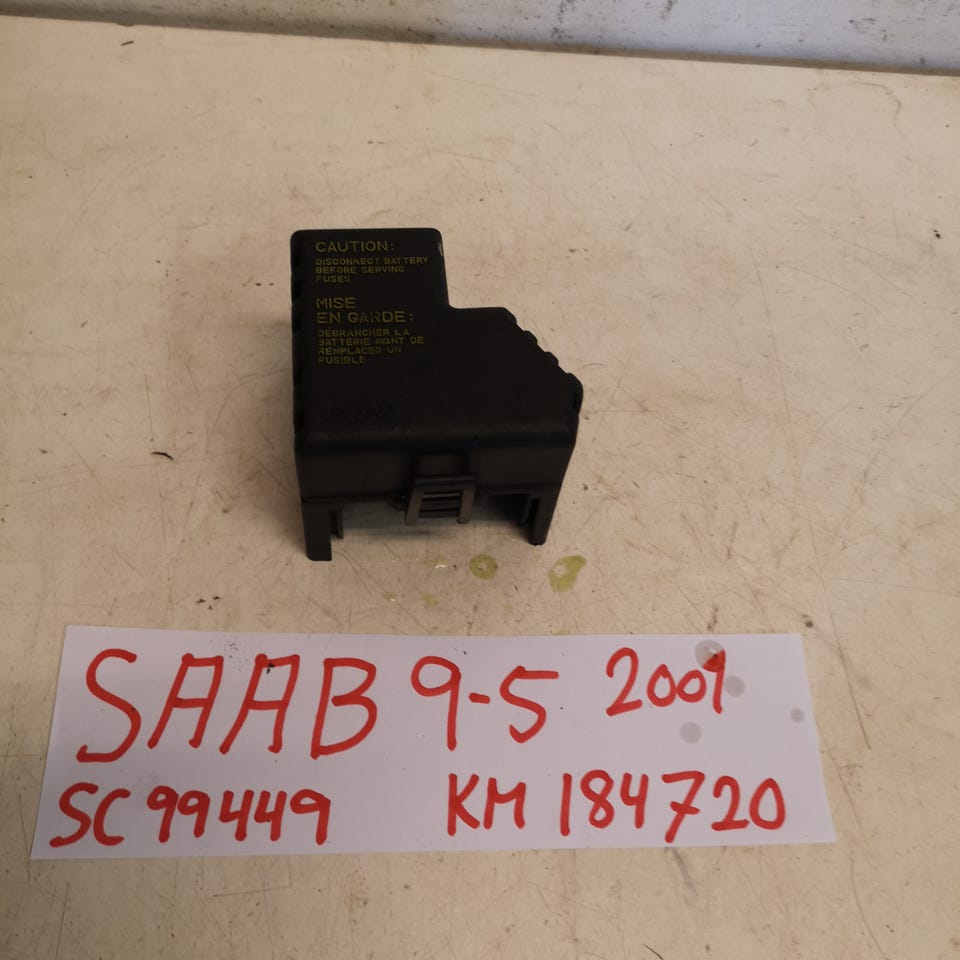 CAUTION:
DISCONNECT BATTERY
BEFORE SERVING
FUSES
MISE
EN GARDE:
DÉBRANCHER LA
BATTERIE AVANT DE
REMPLACER UN
FUSIBLE
SAAB 9-5 2009
SC 99449 KM 184720